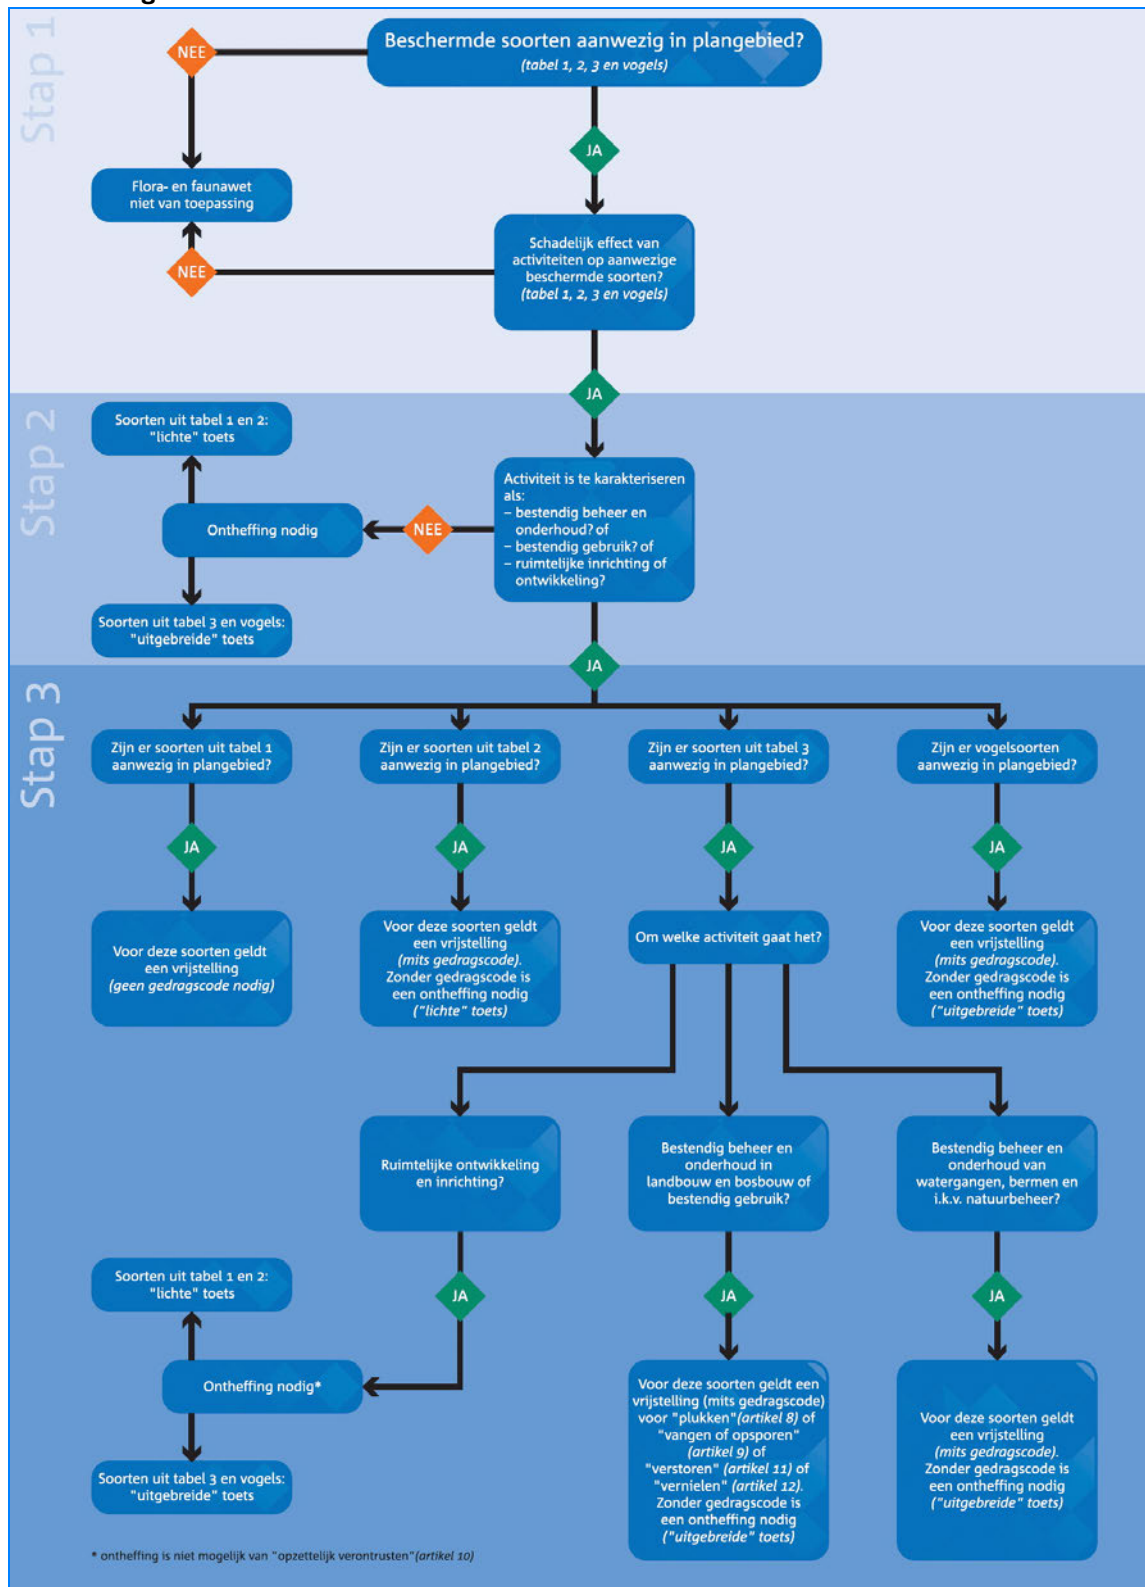 Stap 1
Beschermde soorten aanwezig in plangebied?
(tabel 1, 2, 3 en vogels)
NEE
JA
Flora- en faunawet
niet van toepassing
Schadelijk effect van
activiteiten op aanwezige
beschermde soorten?
(tabel 1, 2, 3 en vogels)
NEE
JA
Stap 2
Soorten uit tabel 1 en 2:
"lichte" toets
Activiteit is te karakteriseren
als:
– bestendig beheer en
onderhoud? of
– bestendig gebruik? of
– ruimtelijke inrichting of
ontwikkeling?
NEE
Ontheffing nodig
Soorten uit tabel 3 en vogels:
"uitgebreide" toets
JA
Stap 3
Zijn er soorten uit tabel 1
aanwezig in plangebied?
Zijn er soorten uit tabel 2
aanwezig in plangebied?
Zijn er soorten uit tabel 3
aanwezig in plangebied?
Zijn er vogelsoorten
aanwezig in plangebied?
JA
JA
JA
JA
Voor deze soorten geldt
een vrijstelling
(geen gedragscode nodig)
Voor deze soorten geldt
een vrijstelling
(mits gedragscode).
Zonder gedragscode is
een ontheffing nodig
("lichte" toets)
Om welke activiteit gaat het?
Voor deze soorten geldt
een vrijstelling
(mits gedragscode).
Zonder gedragscode is
een ontheffing nodig
("uitgebreide" toets)
Ruimtelijke ontwikkeling
en inrichting?
Bestendig beheer en
onderhoud in
landbouw en bosbouw of
bestendig gebruik?
Bestendig beheer en
onderhoud van
watergangen, bermen en
i.k.v. natuurbeheer?
JA
JA
JA
Soorten uit tabel 1 en 2:
"lichte" toets
Ontheffing nodig*
Soorten uit tabel 3 en vogels:
"uitgebreide" toets
Voor deze soorten geldt een
vrijstelling (mits gedragscode)
voor "plukken" (artikel 8) of
"vangen of opsporen"
(artikel 9) of
"verstoren" (artikel 11) of
"vernielen" (artikel 12).
Zonder gedragscode is
een ontheffing nodig
("uitgebreide" toets)
Voor deze soorten geldt
een vrijstelling
(mits gedragscode).
Zonder gedragscode is
een ontheffing nodig
("uitgebreide" toets)
* ontheffing is niet mogelijk van "opzettelijk verontrusten" (artikel 10)